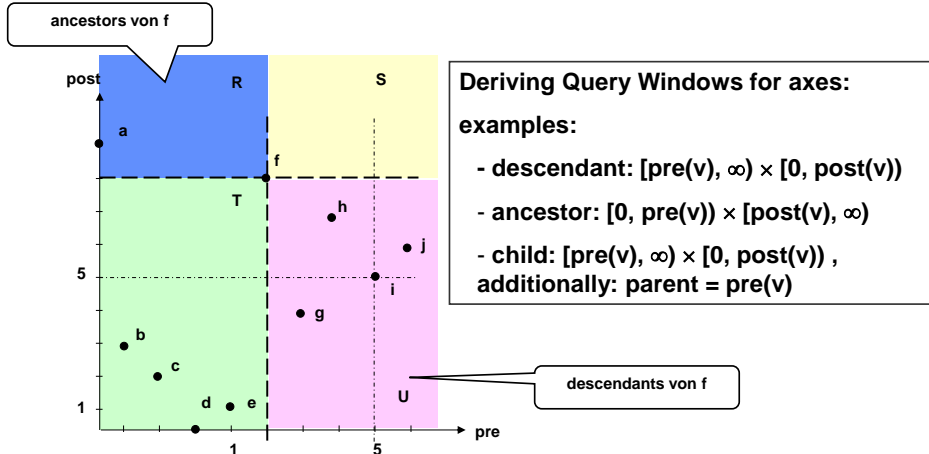 ancestors von f
post
R
S
a
f
T
h
j
5
i
g
b
c
d
e
1
U
pre
1
5
Deriving Query Windows for axes:
examples:
- descendant: [pre(v), ∞) × [0, post(v))
- ancestor: [0, pre(v)) × [post(v), ∞)
- child: [pre(v), ∞) × [0, post(v)) ,
additionally: parent = pre(v)
descendants von f